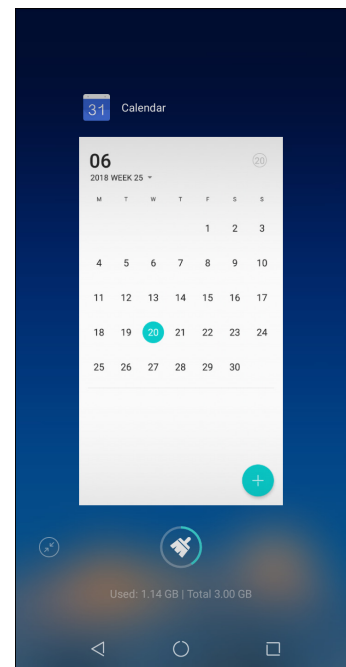 31 Calendar
06
20
2018 WEEK 25
M T W T F S S
1 2 3
4 5 6 7 8 9 10
11 12 13 14 15 16 17
18 19 20 21 22 23 24
25 26 27 28 29 30
Used: 1.14 GB | Total 3.00 GB